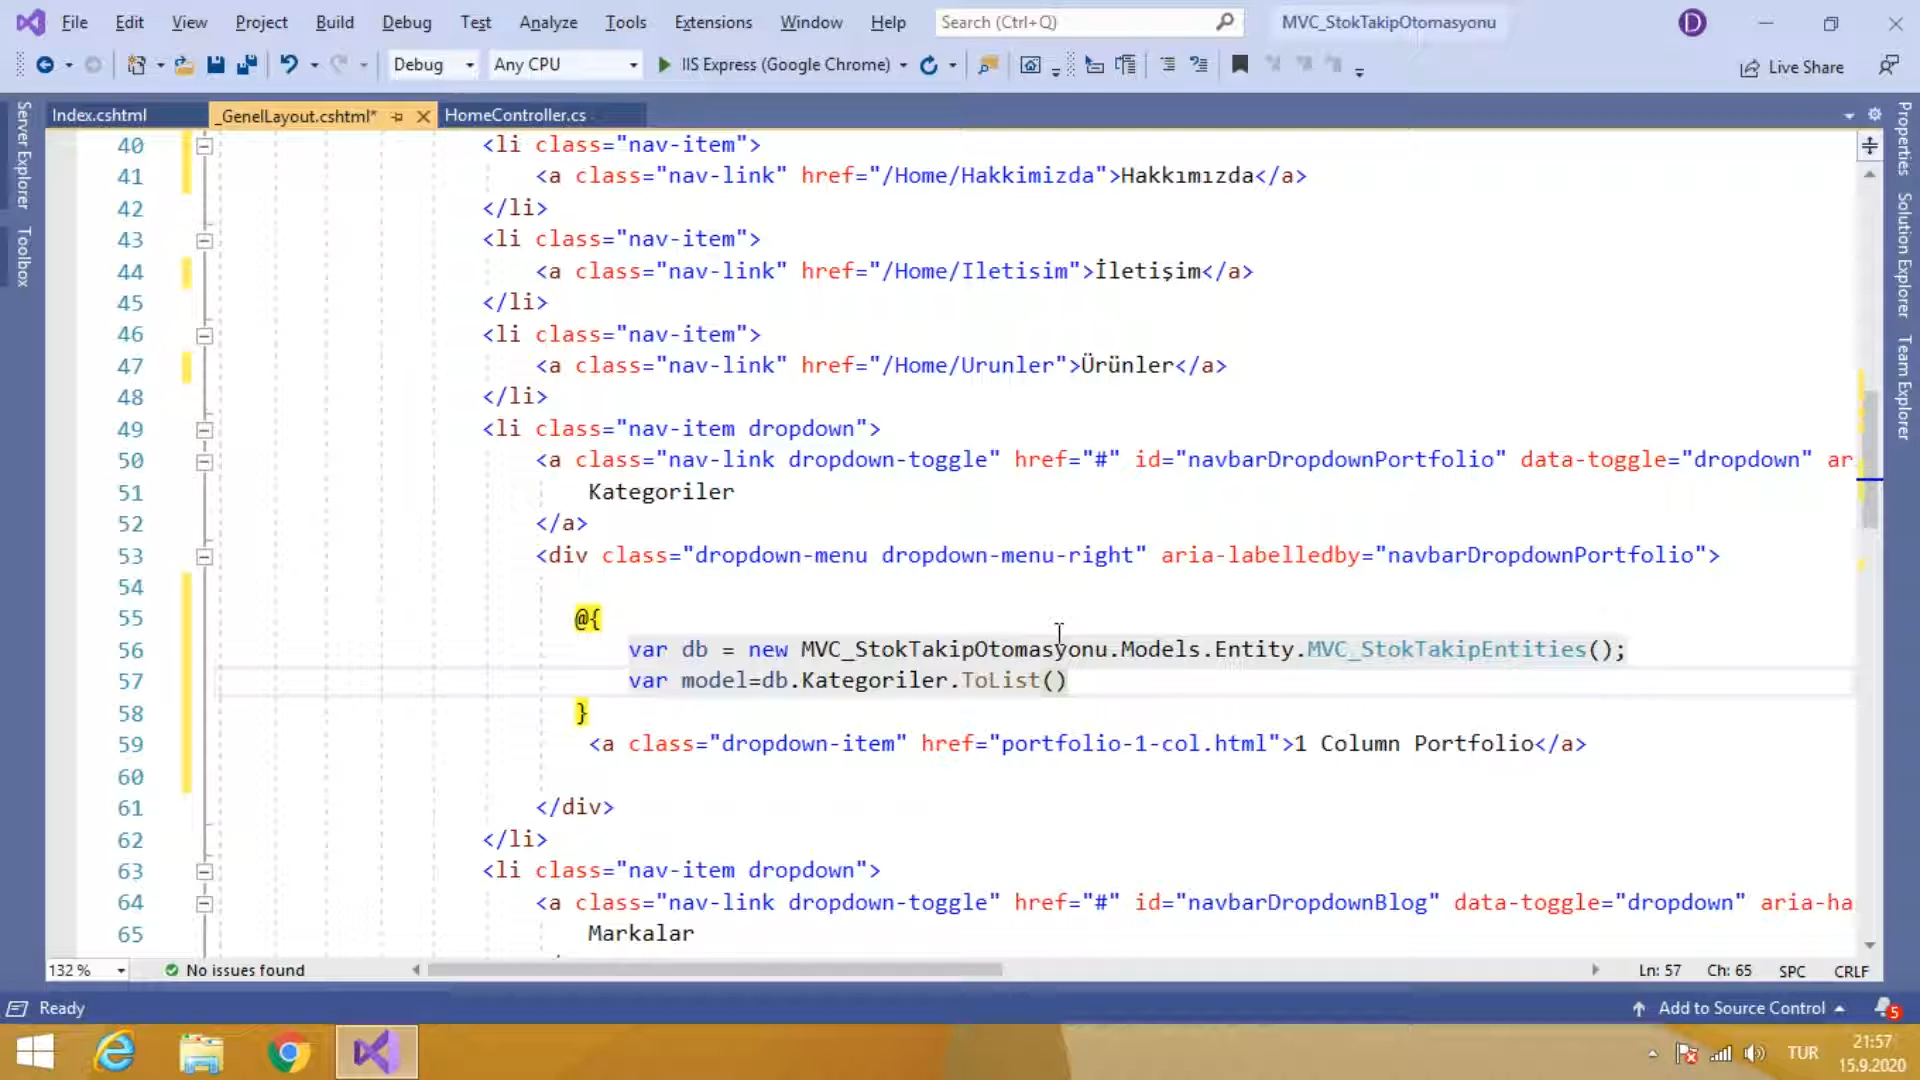 File Edit View Project Build Debug Test Analyze Tools Extensions Window Help Search (Ctrl+Q) MVC_StokTakipOtomasyonu D
Debug Any CPU IIS Express (Google Chrome) Live Share
Index.cshtml _GenelLayout.cshtml* HomeController.cs
Server Explorer
Toolbox
Properties
Solution Explorer
Team Explorer
40 <li class="nav-item">
41 <a class="nav-link" href="/Home/Hakkimizda">Hakkımızda</a>
42 </li>
43 <li class="nav-item">
44 <a class="nav-link" href="/Home/Iletisim">İletişim</a>
45 </li>
46 <li class="nav-item">
47 <a class="nav-link" href="/Home/Urunler">Ürünler</a>
48 </li>
49 <li class="nav-item dropdown">
50 <a class="nav-link dropdown-toggle" href="#" id="navbarDropdownPortfolio" data-toggle="dropdown" ar
51 Kategoriler
52 </a>
53 <div class="dropdown-menu dropdown-menu-right" aria-labelledby="navbarDropdownPortfolio">
54
55 @{
56 var db = new MVC_StokTakipOtomasyonu.Models.Entity.MVC_StokTakipEntities();
57 var model=db.Kategoriler.ToList()
58 }
59 <a class="dropdown-item" href="portfolio-1-col.html">1 Column Portfolio</a>
60
61 </div>
62 </li>
63 <li class="nav-item dropdown">
64 <a class="nav-link dropdown-toggle" href="#" id="navbarDropdownBlog" data-toggle="dropdown" aria-ha
65 Markalar
132 % No issues found Ln: 57 Ch: 65 SPC CRLF
Ready Add to Source Control 5
TUR 21:57
15.9.2020